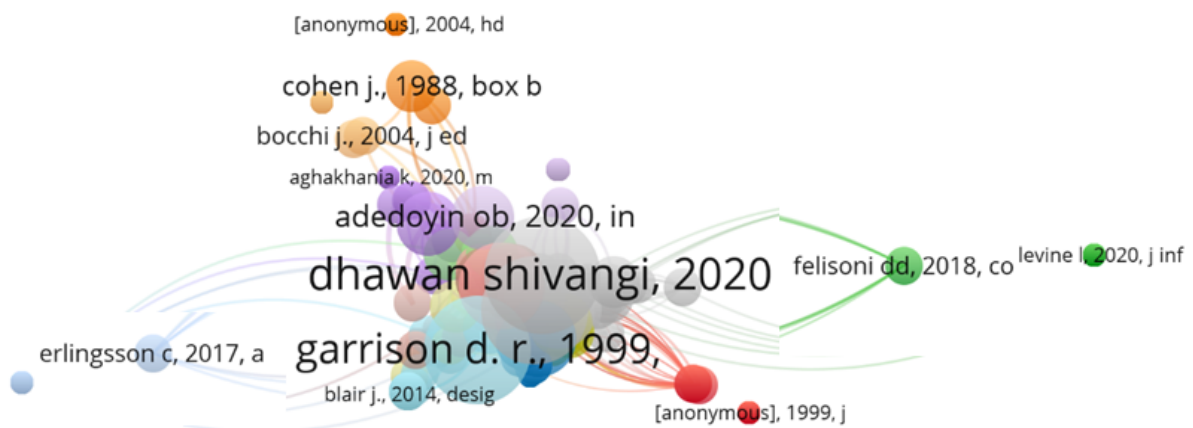 [anonymous], 2004, hd
cohen j., 1988, box b
bocchi j., 2004, j ed
aghakhania k, 2020, m
adedoyin ob, 2020, in
dhawan shivangi, 2020
felisoni dd, 2018, co
levine l, 2020, j inf
erlingsson c, 2017, a
garrison d. r., 1999,
blair j., 2014, desig
[anonymous], 1999, j